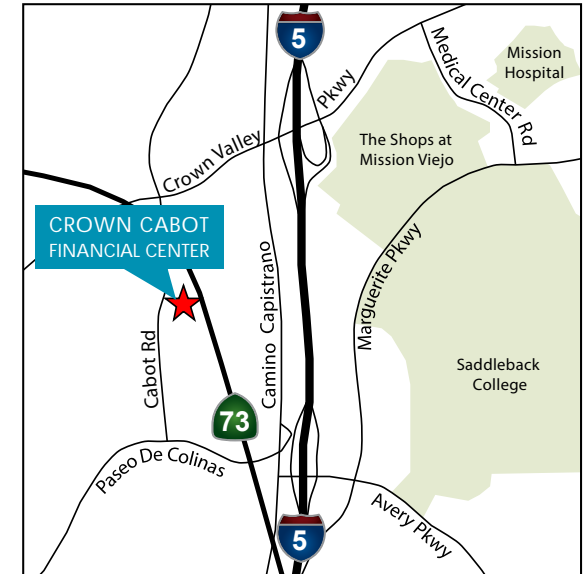 5
Mission
Hospital
Medical Center Rd
Crown Valley Pkwy
The Shops at
Mission Viejo
CROWN CABOT
FINANCIAL CENTER
Camino Capistrano
Marguerite Pkwy
Cabot Rd
Saddleback
College
73
Paseo De Colinas
Avery Pkwy
5